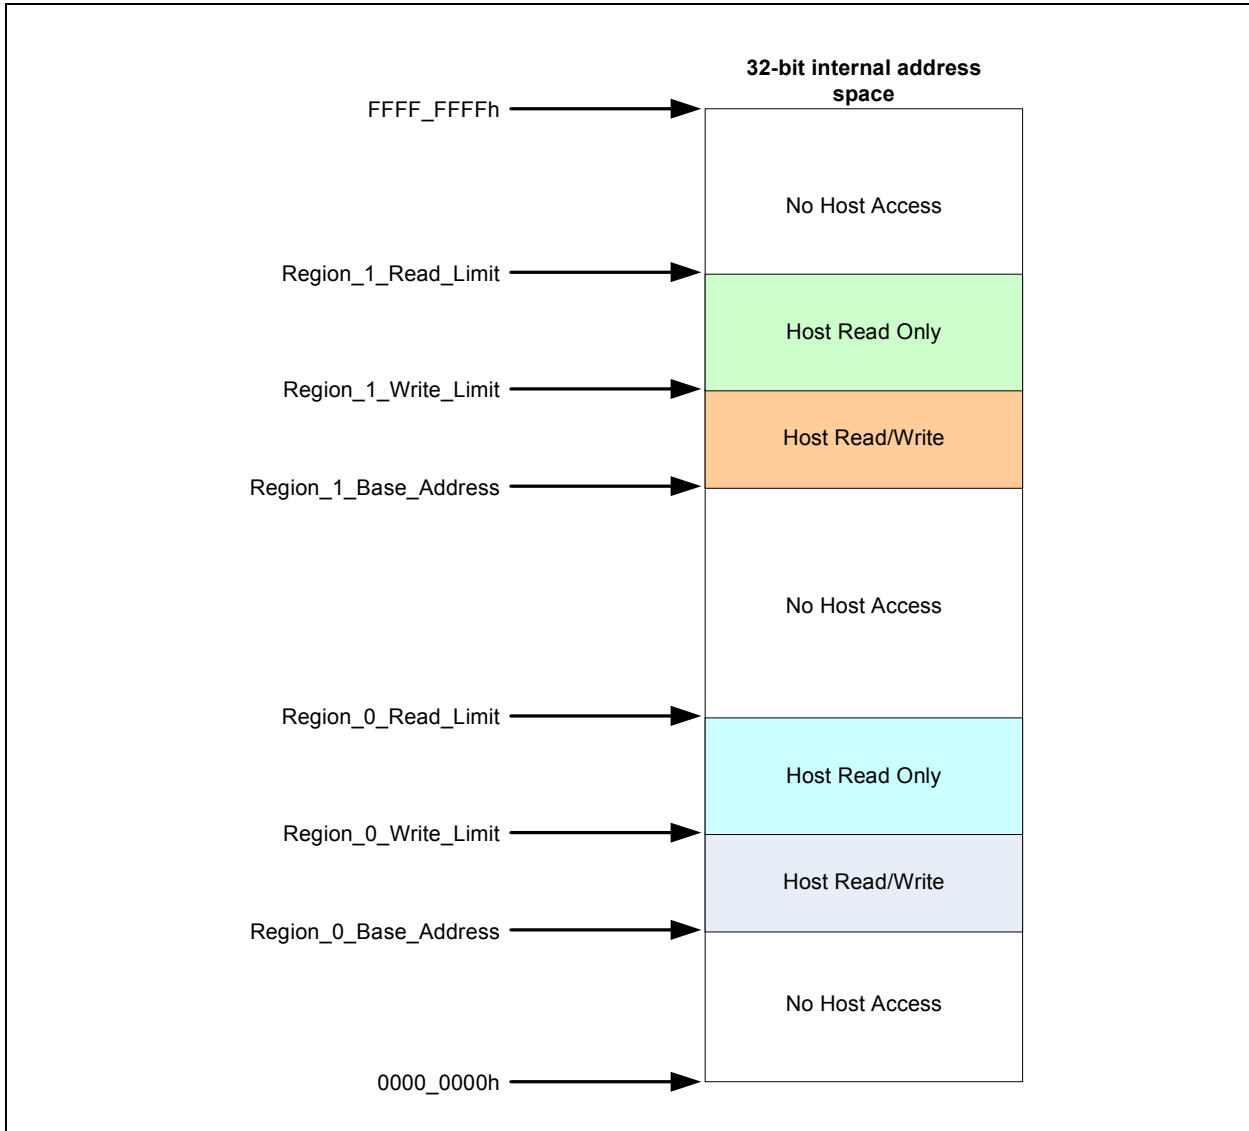 32-bit internal address
space
FFFF_FFFFh
No Host Access
Region_1_Read_Limit
Host Read Only
Region_1_Write_Limit
Host Read/Write
Region_1_Base_Address
No Host Access
Region_0_Read_Limit
Host Read Only
Region_0_Write_Limit
Host Read/Write
Region_0_Base_Address
No Host Access
0000_0000h